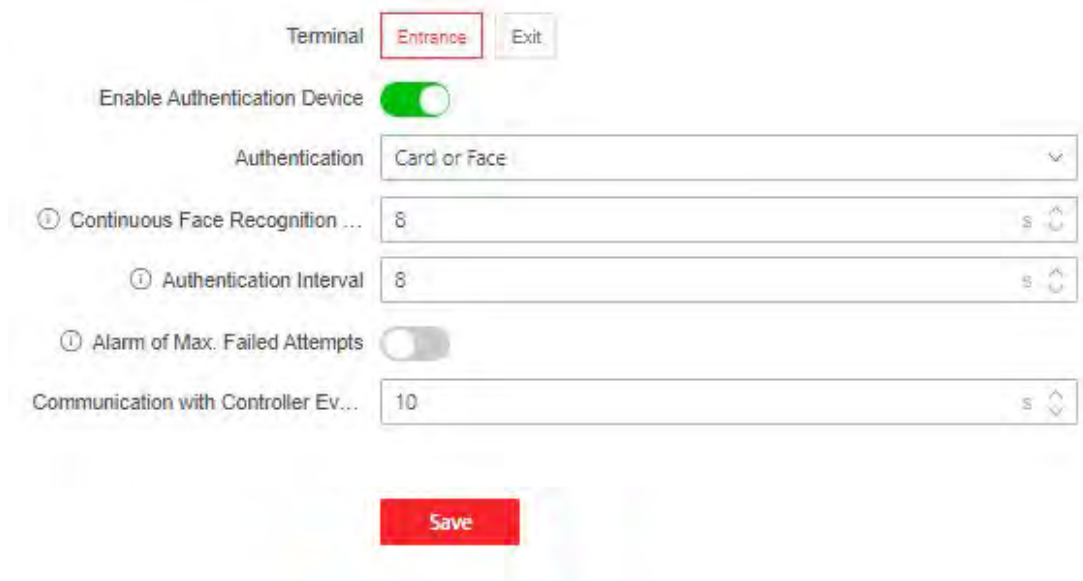 Terminal Entrance Exit
Enable Authentication Device
Authentication Card or Face
Continuous Face Recognition ... 8 s
Authentication Interval 8 s
Alarm of Max. Failed Attempts
Communication with Controller Ev... 10 s
Save